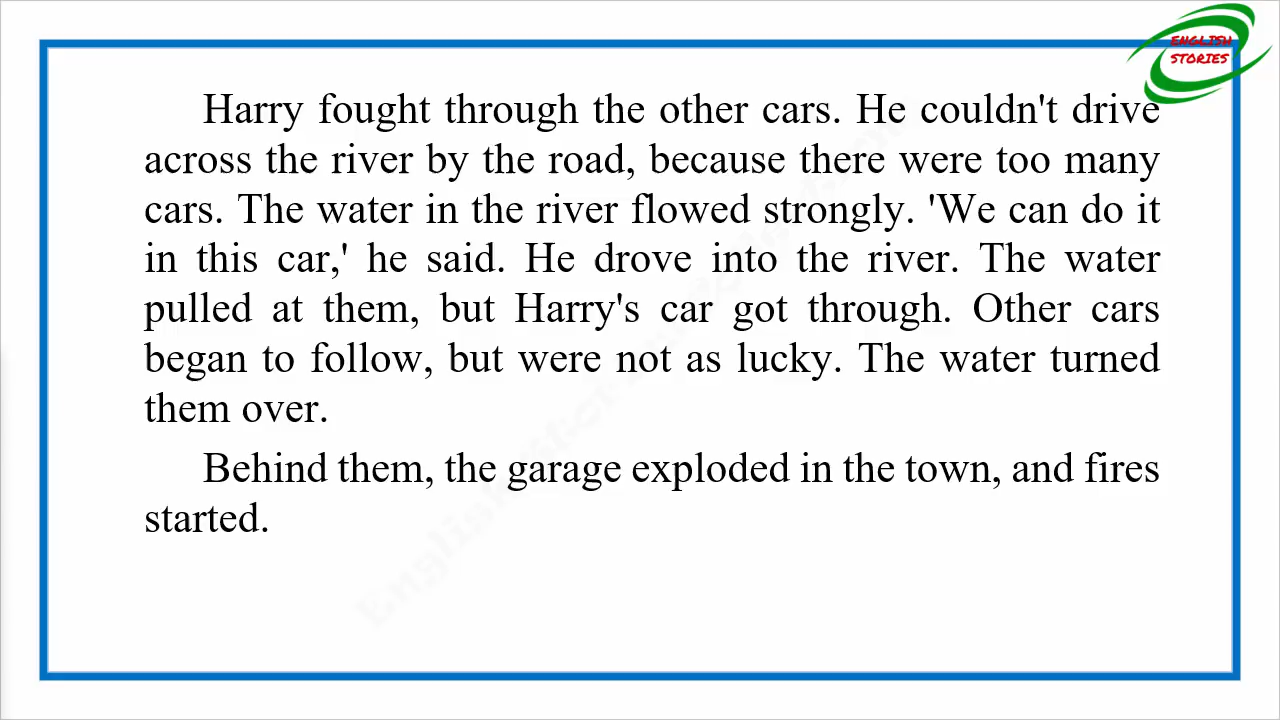 ENGLISH
STORIES
Harry fought through the other cars. He couldn't drive
across the river by the road, because there were too many
cars. The water in the river flowed strongly. 'We can do it
in this car,' he said. He drove into the river. The water
pulled at them, but Harry's car got through. Other cars
began to follow, but were not as lucky. The water turned
them over.
Behind them, the garage exploded in the town, and fires
started.